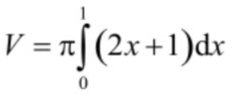 V = π∫₀¹(2x+1)dx